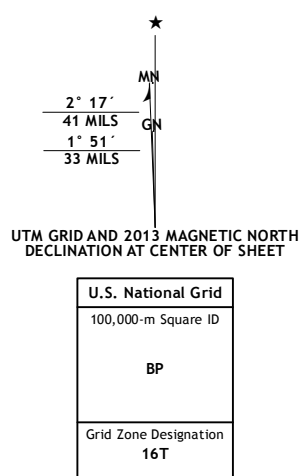 ★
MN
2° 17´
41 MILS
GN
1° 51´
33 MILS
UTM GRID AND 2013 MAGNETIC NORTH
DECLINATION AT CENTER OF SHEET
U.S. National Grid
100,000-m Square ID
BP
Grid Zone Designation
16T